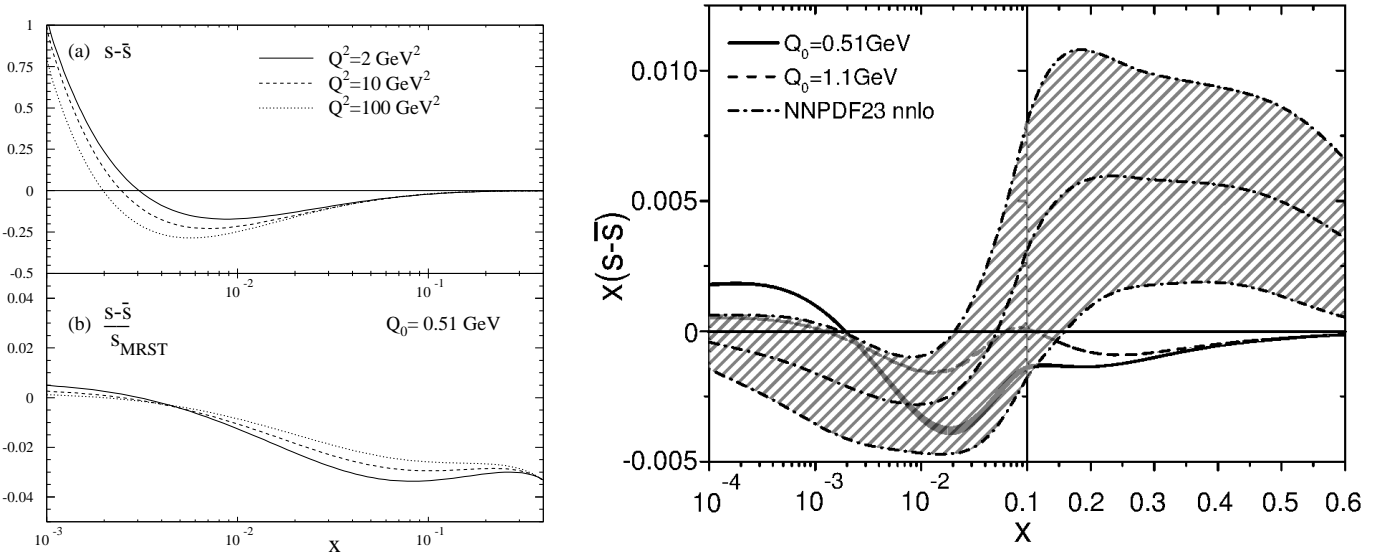 (a) s-s̄
Q²=2 GeV²
Q²=10 GeV²
Q²=100 GeV²
1
0.75
0.5
0.25
0
-0.25
-0.5
10⁻² 10⁻¹
(b) s-s̄
s_MRST
Q₀= 0.51 GeV
0.04
0.02
0
-0.02
-0.04
10⁻³ 10⁻² 10⁻¹
x
Q₀=0.51GeV
Q₀=1.1GeV
NNPDF23 nnlo
x(s-s̄)
0.010
0.005
0
-0.005
10⁻⁴ 10⁻³ 10⁻² 0.1 0.2 0.3 0.4 0.5 0.6
x